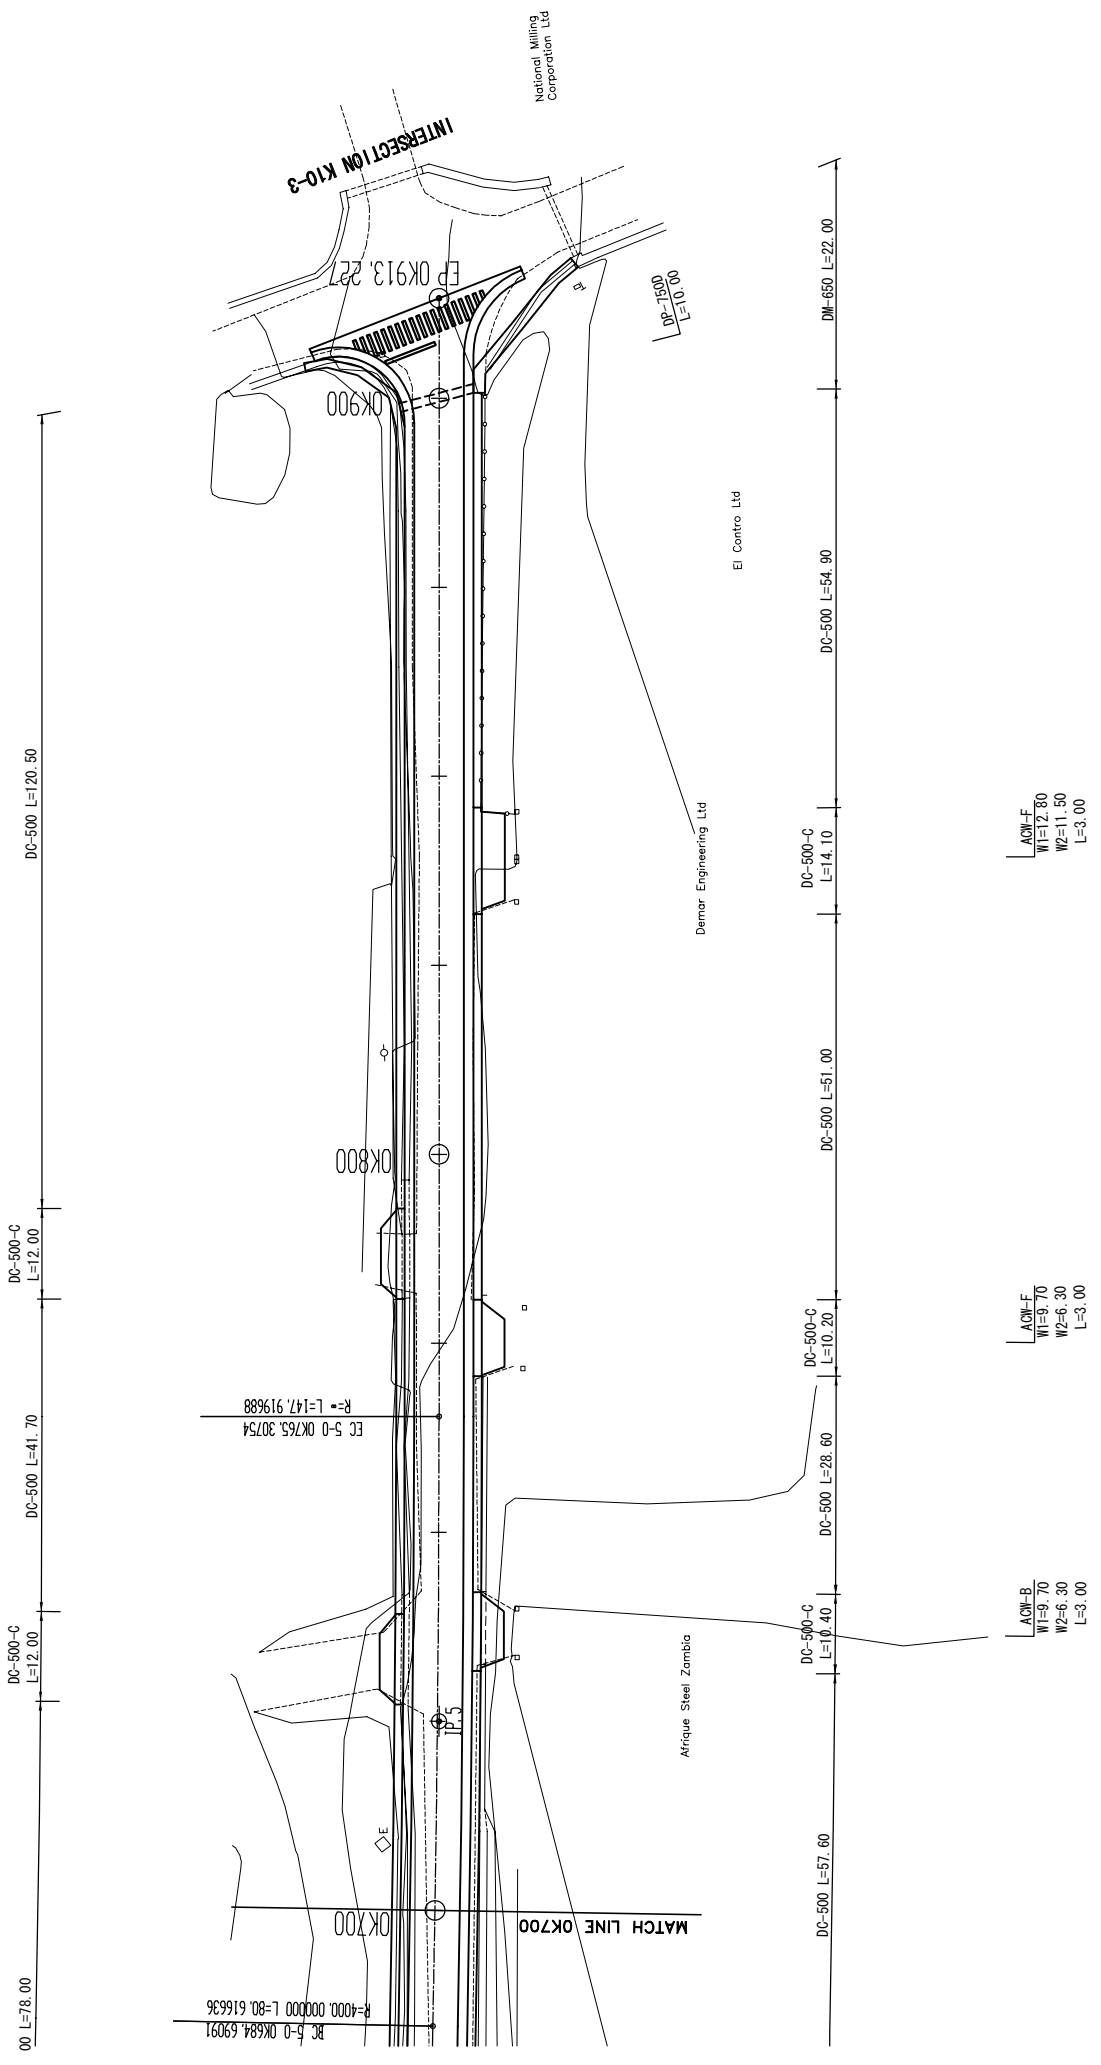 National Milling
Corporation Ltd
INTERSECTION K10-3
EP 0K913.227
DP-750D
L=10.00
DM-650 L=22.00
0K900
DC-500 L=120.50
El Contro Ltd
DC-500 L=54.90
Demar Engineering Ltd
DC-500-C
L=14.10
ACW-F
W1=12.80
W2=11.50
L=3.00
DC-500 L=51.00
0K800
DC-500-C
L=12.00
DC-500-C
L=10.20
ACW-F
W1=9.70
W2=6.30
L=3.00
EC 5-0 0K765.30754
R=∞ L=147.919688
DC-500 L=41.70
DC-500 L=28.60
DC-500-C
L=12.00
DC-500-C
L=10.40
ACW-B
W1=9.70
W2=6.30
L=3.00
Afrique Steel Zambia
IP.5
E
DC-500 L=57.60
0K700
MATCH LINE 0K700
00 L=78.00
BC 5-0 0K684.69091
R=4000.000000 L=80.616636